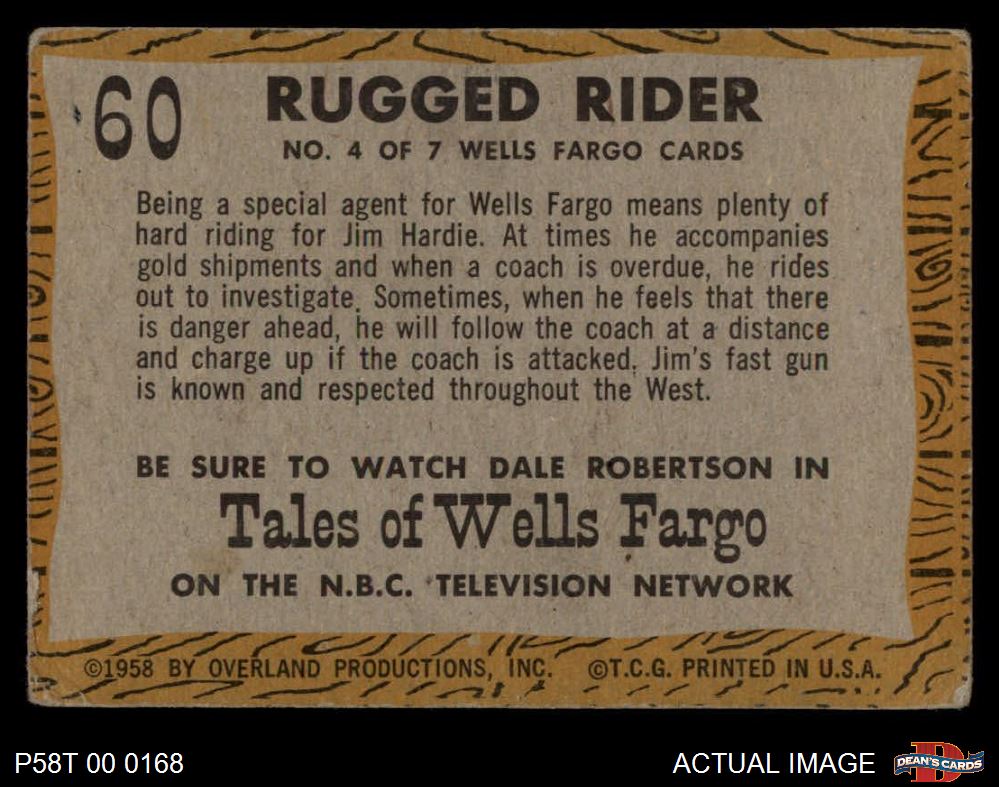 60
RUGGED RIDER
NO. 4 OF 7 WELLS FARGO CARDS
Being a special agent for Wells Fargo means plenty of
hard riding for Jim Hardie. At times he accompanies
gold shipments and when a coach is overdue, he rides
out to investigate. Sometimes, when he feels that there
is danger ahead, he will follow the coach at a distance
and charge up if the coach is attacked. Jim's fast gun
is known and respected throughout the West.
BE SURE TO WATCH DALE ROBERTSON IN
Tales of Wells Fargo
ON THE N.B.C. TELEVISION NETWORK
©1958 BY OVERLAND PRODUCTIONS, INC. ©T.C.G. PRINTED IN U.S.A.
P58T 00 0168
ACTUAL IMAGE
D
DEAN'S CARDS